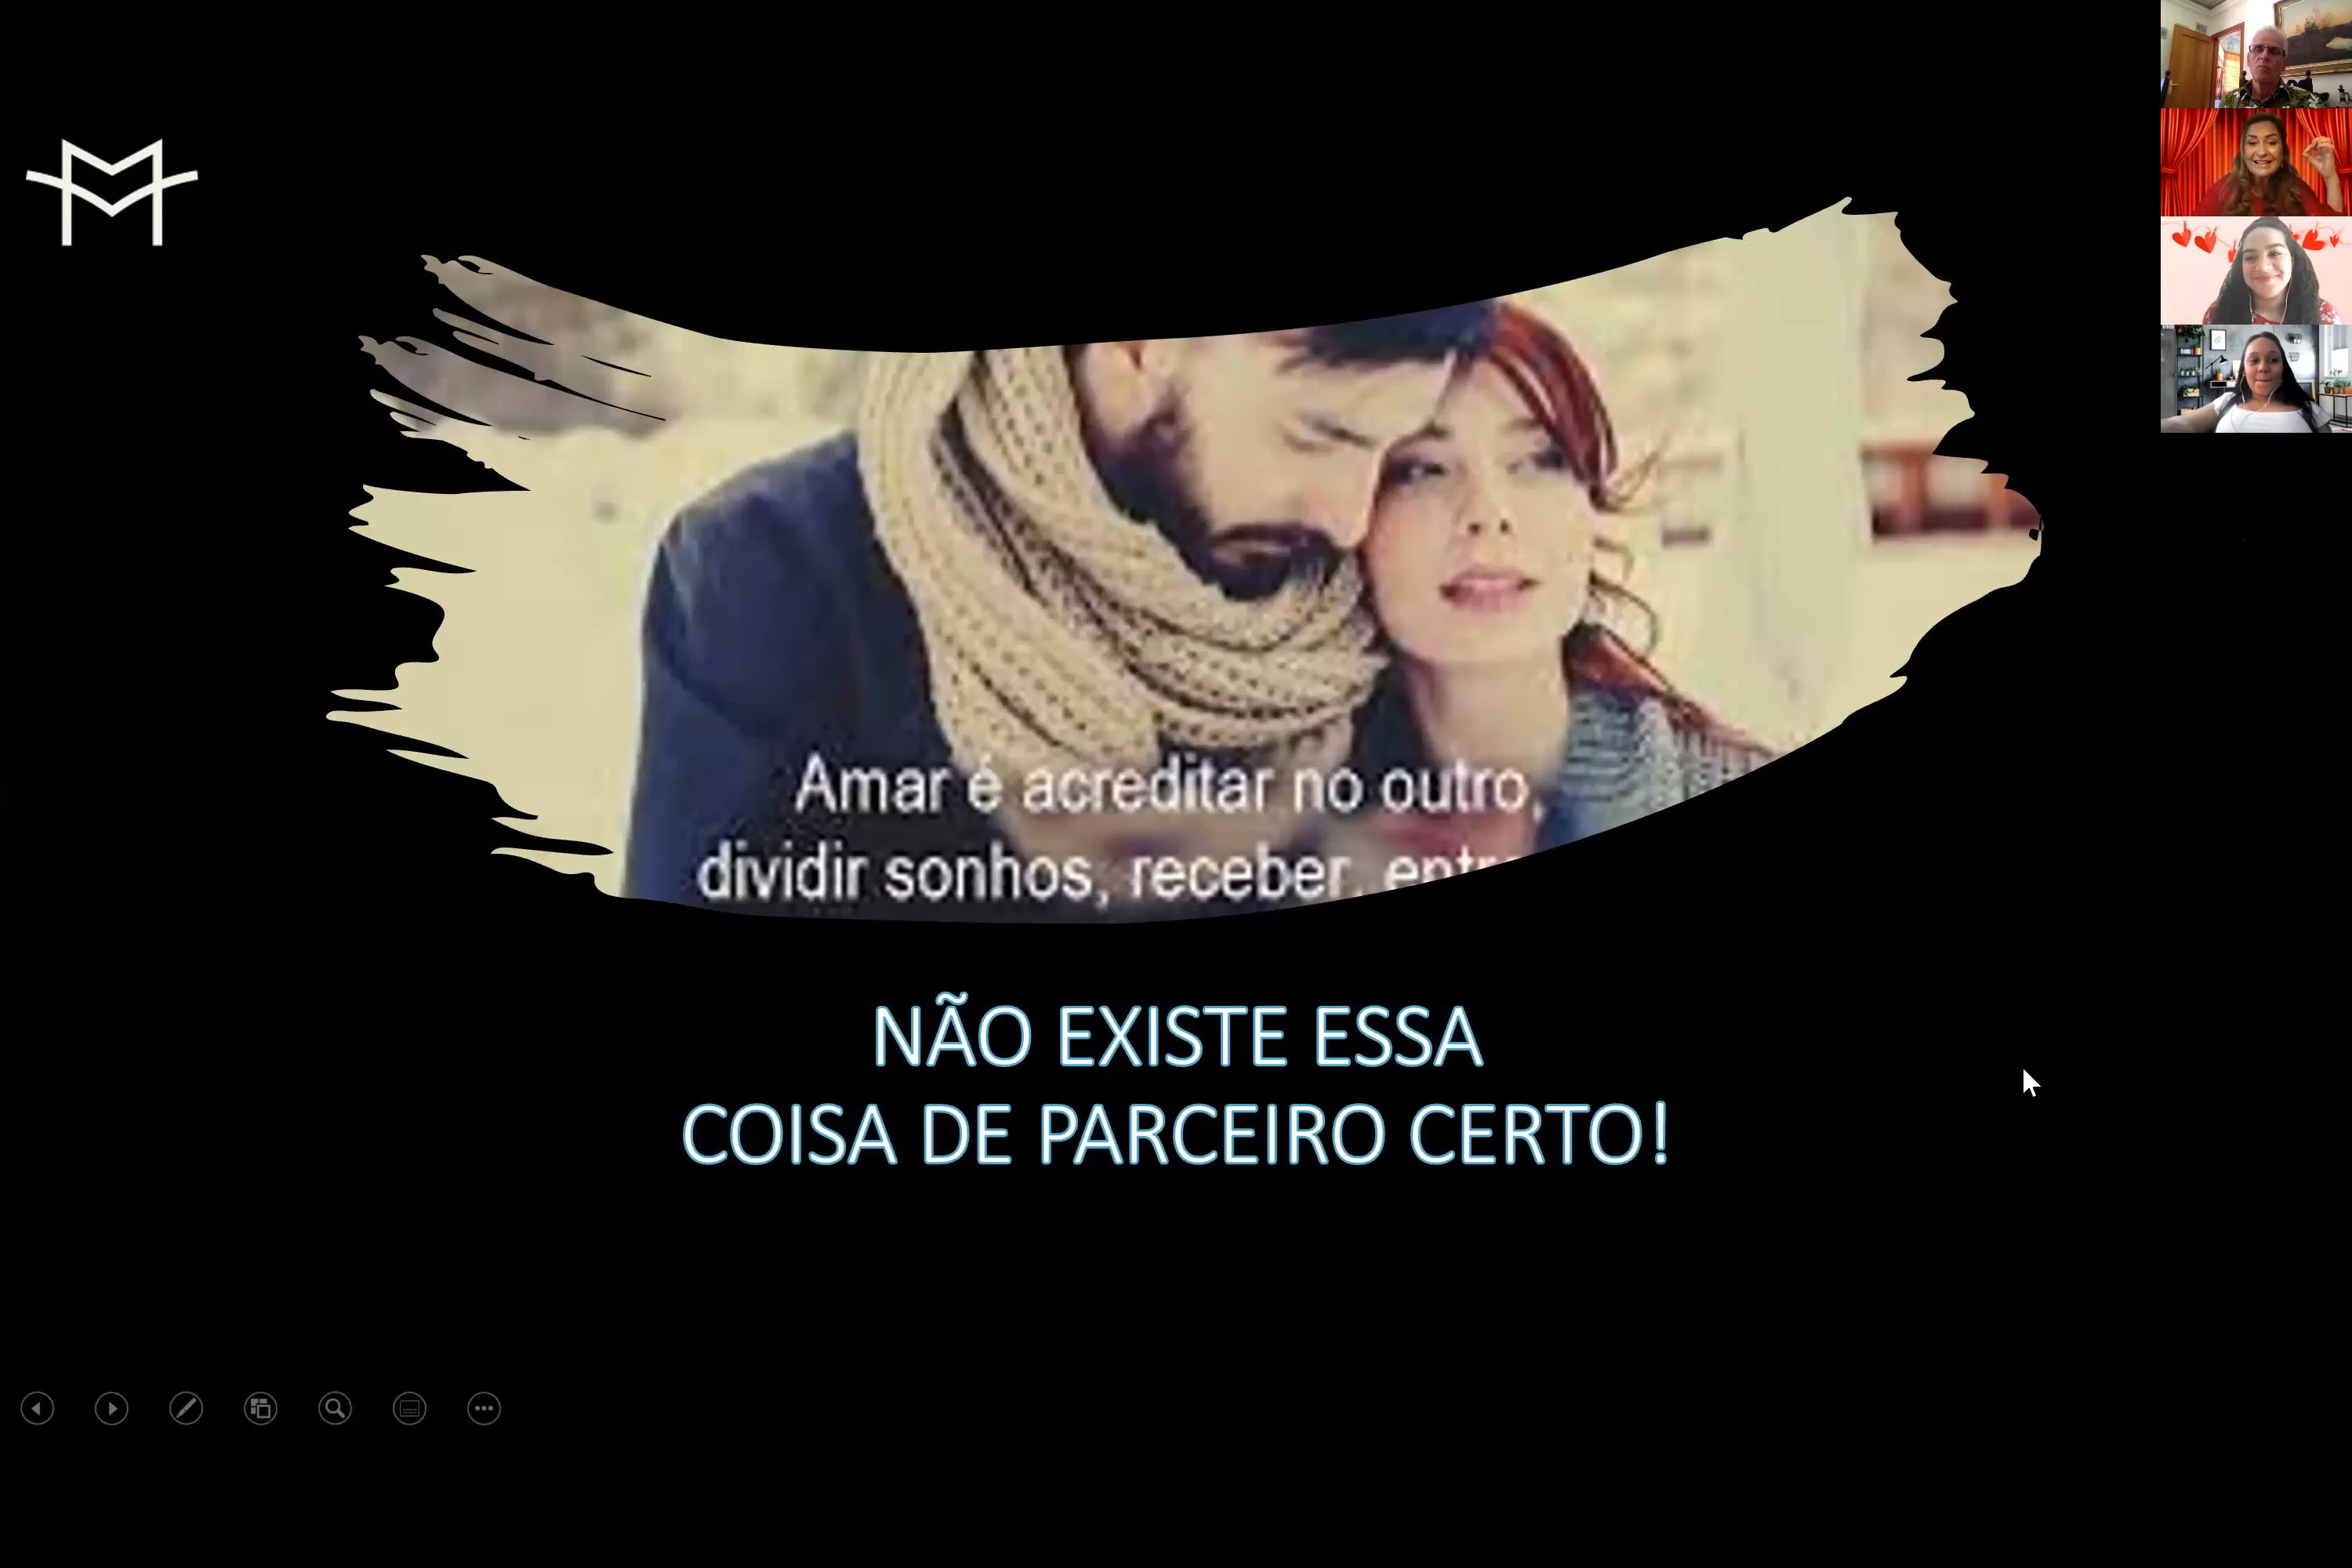 Amar é acreditar no outro,
dividir sonhos, receber,
NÃO EXISTE ESSA
COISA DE PARCEIRO CERTO!